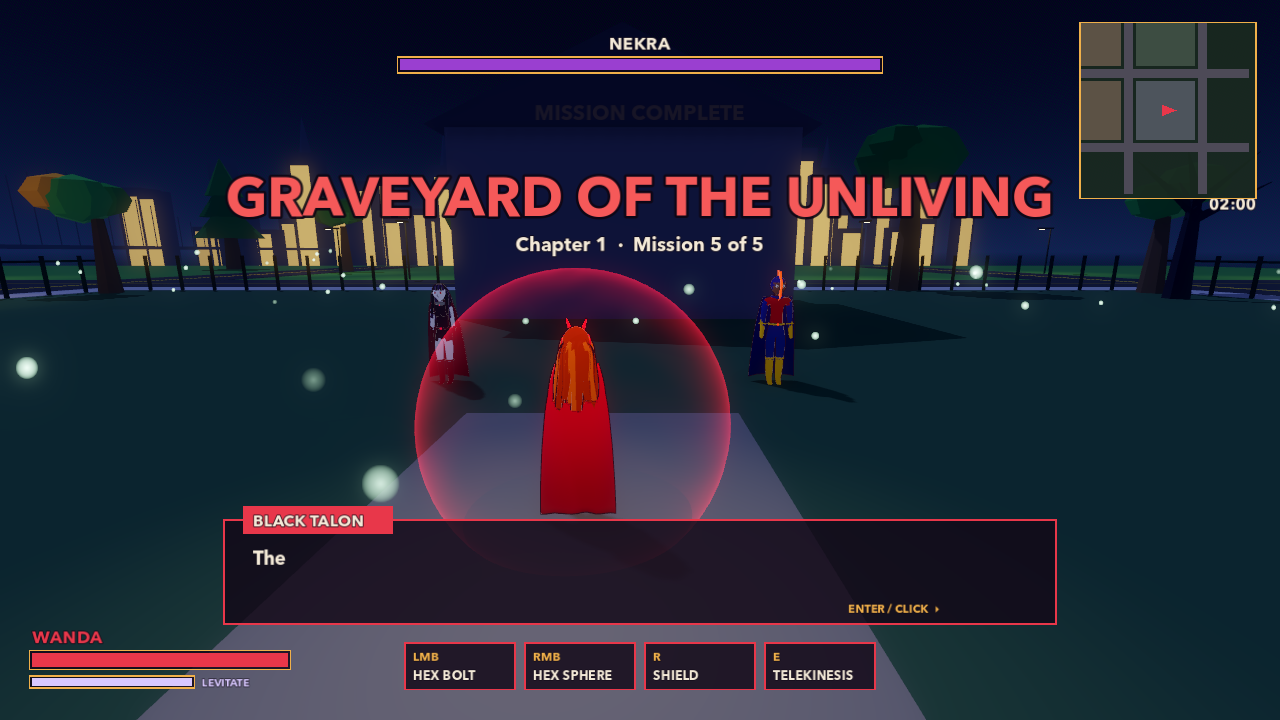 NEKRA
MISSION COMPLETE
GRAVEYARD OF THE UNLIVING
Chapter 1 · Mission 5 of 5
02:00
BLACK TALON
The
ENTER / CLICK ▸
WANDA
LEVITATE
LMB
HEX BOLT
RMB
HEX SPHERE
R
SHIELD
E
TELEKINESIS